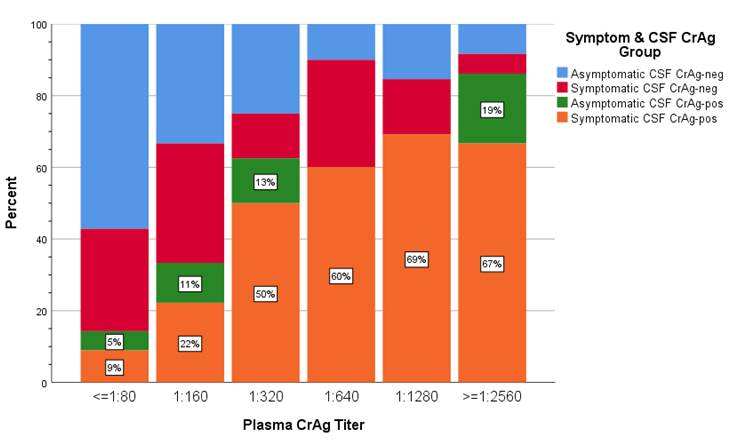 100
80
60
40
20
0
Percent
5%
9%
11%
22%
13%
50%
60%
69%
19%
67%
<=1:80 1:160 1:320 1:640 1:1280 >=1:2560
Plasma CrAg Titer
Symptom & CSF CrAg
Group
Asymptomatic CSF CrAg-neg
Symptomatic CSF CrAg-neg
Asymptomatic CSF CrAg-pos
Symptomatic CSF CrAg-pos